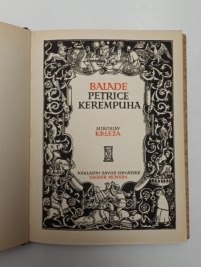 BALADE
PETRICE
KEREMPUHA
MIROSLAV
KRLEŽA
NAKLADNI ZAVOD HRVATSKE
ZAGREB MCMXLVI